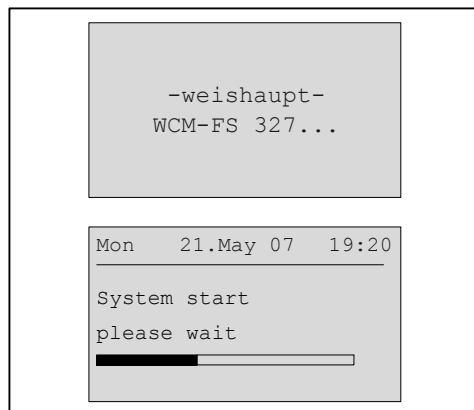 -weishaupt-
WCM-FS 327...
Mon 21.May 07 19:20
System start
please wait